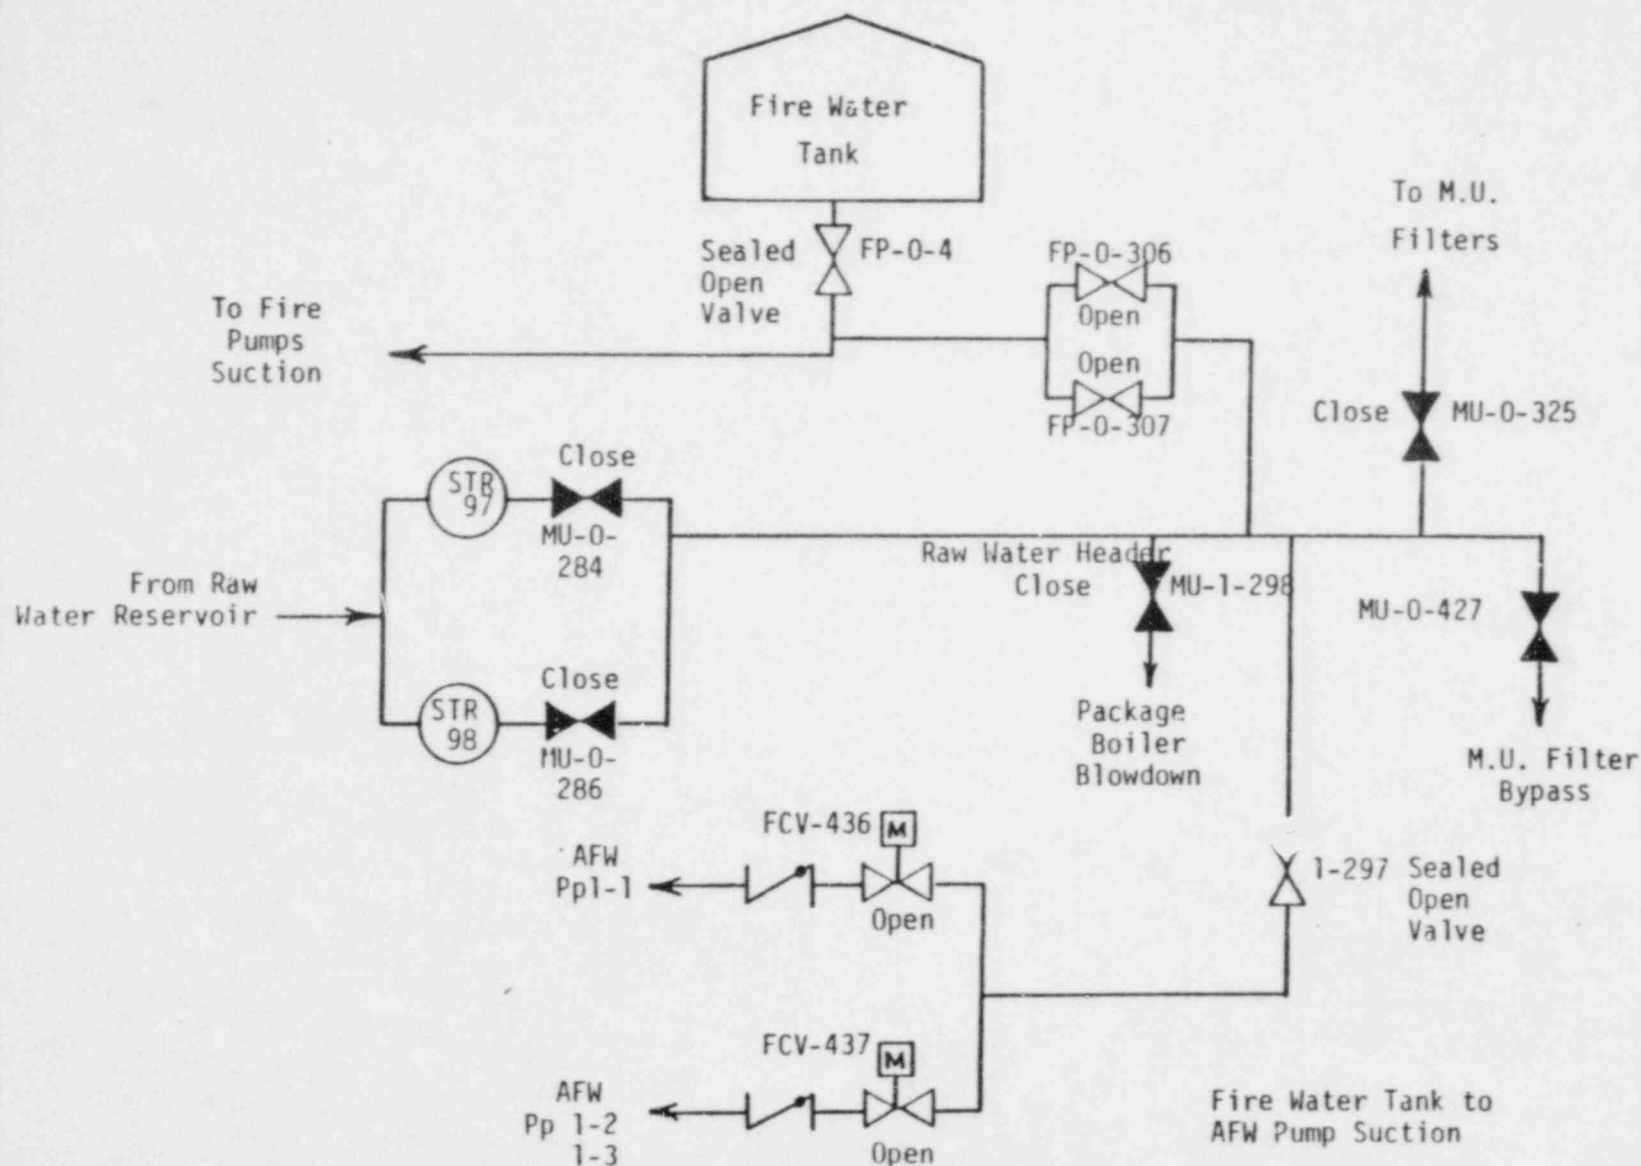 Fire Water
Tank
Sealed
Open
Valve
FP-0-4
FP-0-306
Open
Open
FP-0-307
To M.U.
Filters
To Fire
Pumps
Suction
Close
MU-0-325
Close
STR
97
MU-0-
284
Raw Water Header
Close
MU-1-298
From Raw
Water Reservoir
MU-0-427
Close
STR
98
MU-0-
286
Package
Boiler
Blowdown
M.U. Filter
Bypass
FCV-436
M
AFW
Pp1-1
Open
1-297 Sealed
Open
Valve
FCV-437
M
AFW
Pp 1-2
1-3
Open
Fire Water Tank to
AFW Pump Suction